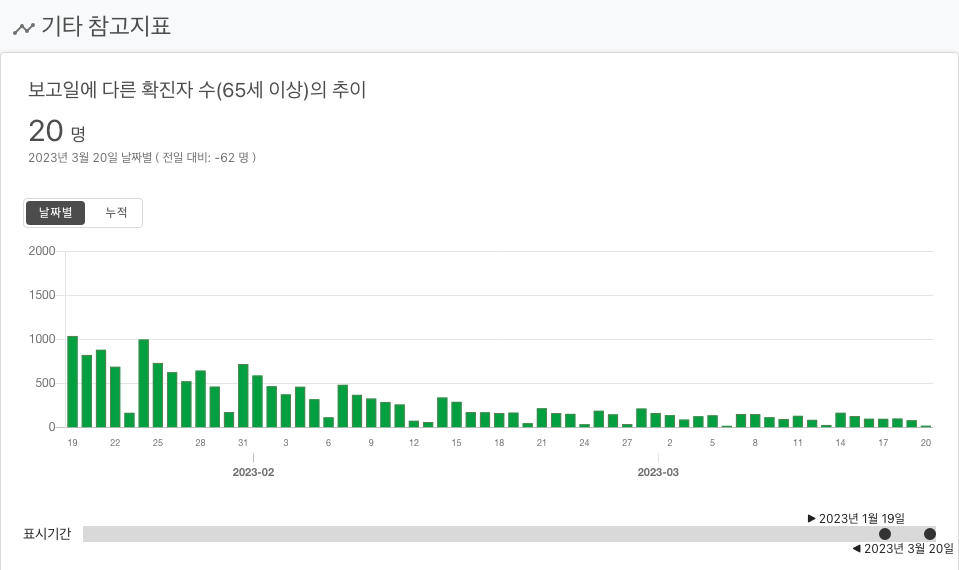 기타 참고지표
보고일에 다른 확진자 수(65세 이상)의 추이
20 명
2023년 3월 20일 날짜별 ( 전일 대비: -62 명 )
날짜별 누적
2000
1500
1000
500
0
19 22 25 28 31 3 6 9 12 15 18 21 24 27 2 5 8 11 14 17 20
2023-02 2023-03
▶ 2023년 1월 19일
표시기간
◀ 2023년 3월 20일